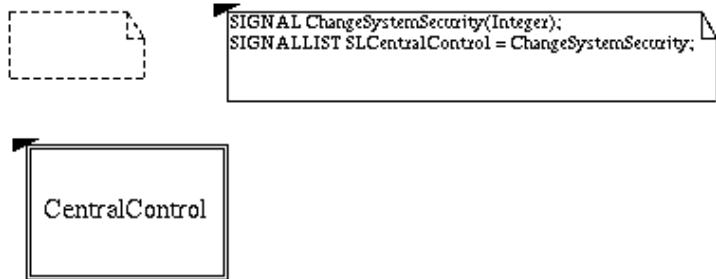 SIGNAL ChangeSystemSecurity(Integer);
SIGNALLIST SLCentralControl = ChangeSystemSecurity;
CentralControl